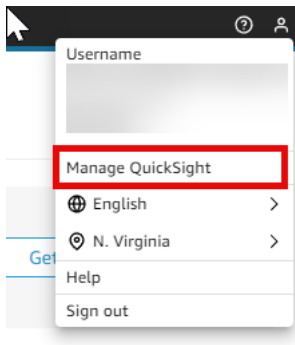 Username
Manage QuickSight
English
N. Virginia
Get
Help
Sign out